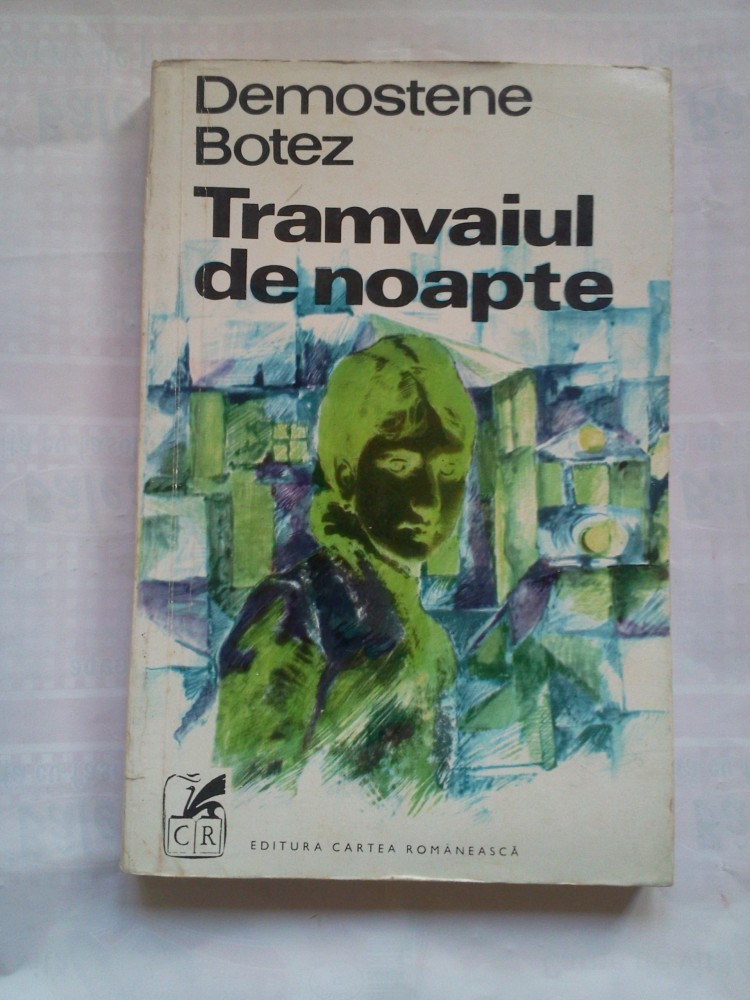 Demostene
Botez
Tramvaiul
de noapte
CR
EDITURA CARTEA ROMÂNEASCĂ